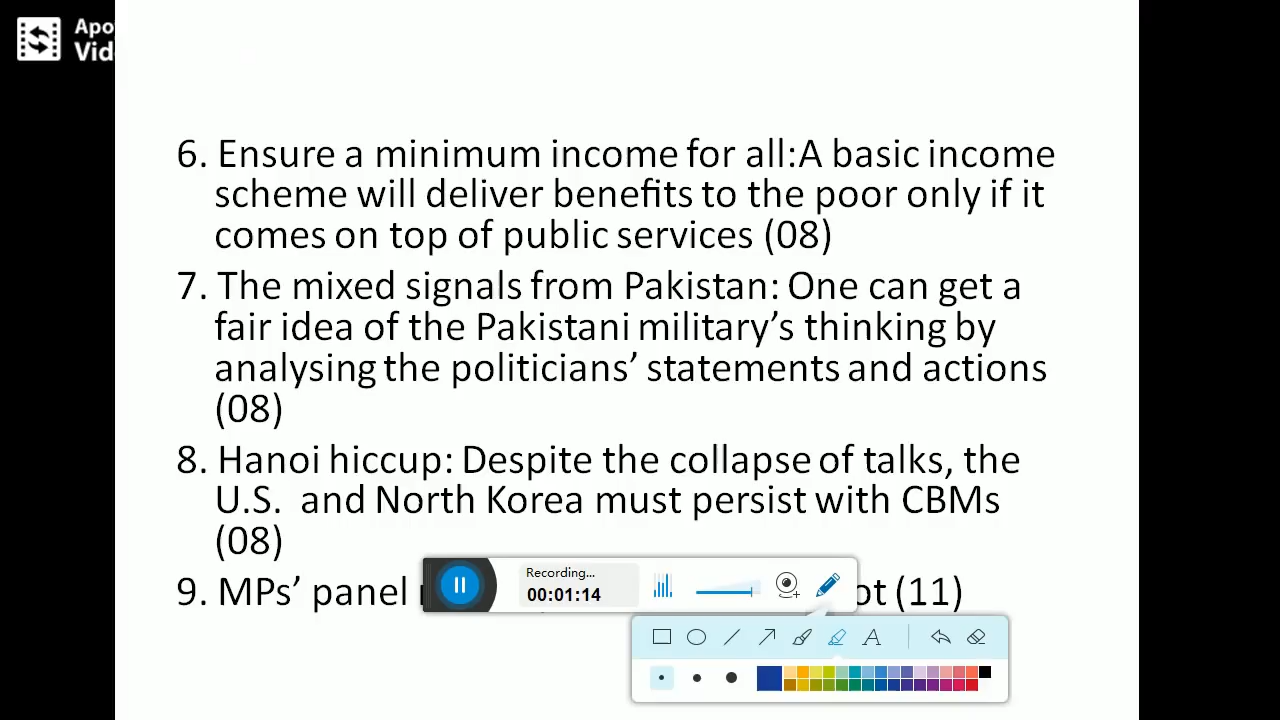 Apo
Vid
6. Ensure a minimum income for all:A basic income
scheme will deliver benefits to the poor only if it
comes on top of public services (08)
7. The mixed signals from Pakistan: One can get a
fair idea of the Pakistani military’s thinking by
analysing the politicians’ statements and actions
(08)
8. Hanoi hiccup: Despite the collapse of talks, the
U.S.  and North Korea must persist with CBMs
(08)
9. MPs’ panel ot (11)
Recording...
00:01:14
A